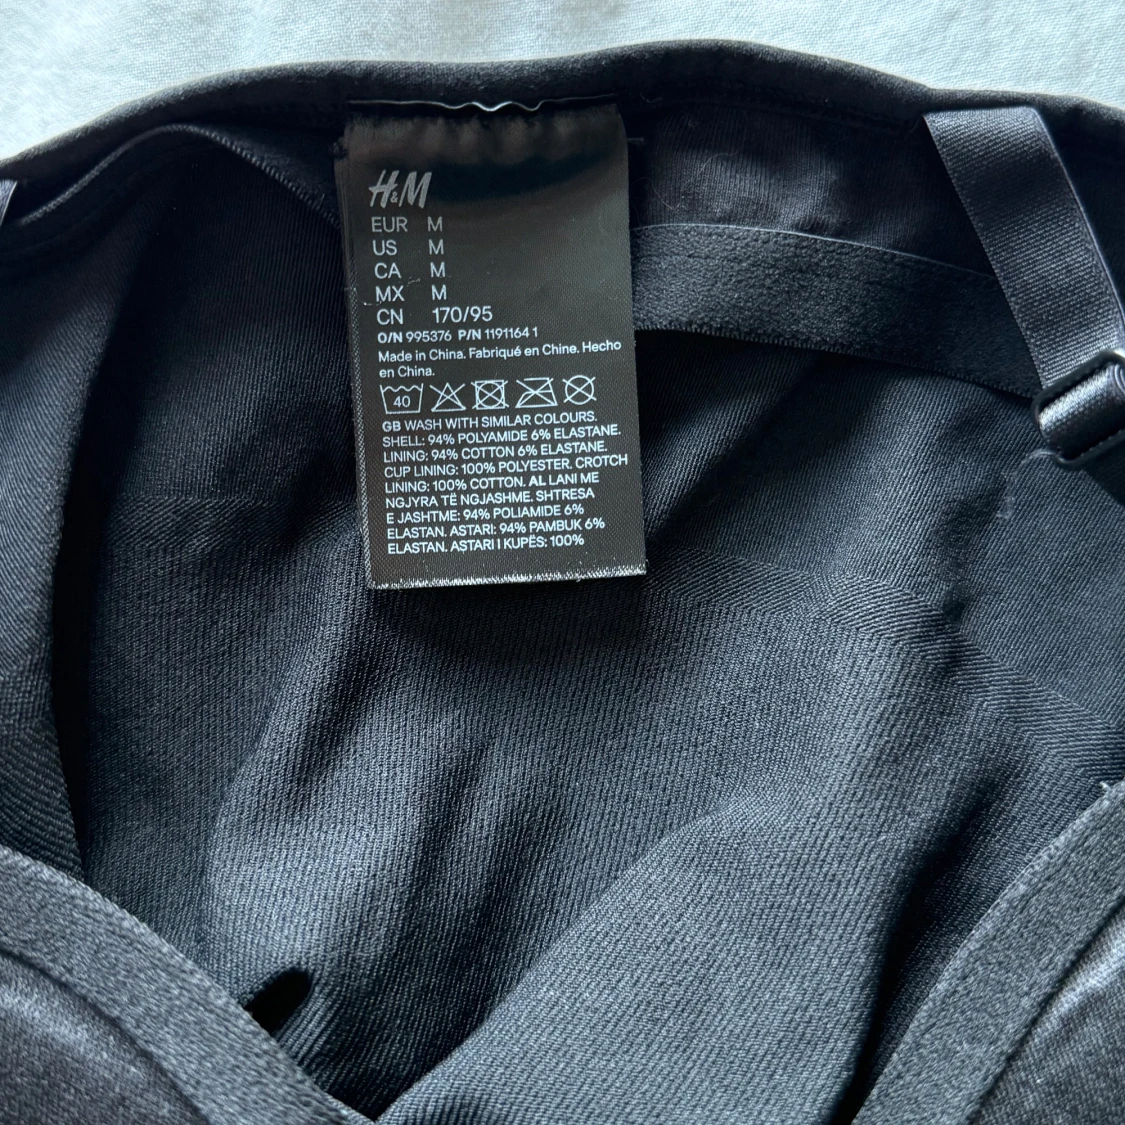 H&M
EUR M
US M
CA M
MX M
CN 170/95
O/N 995376 P/N 1191164 1
Made in China. Fabriqué en Chine. Hecho
en China.
40
GB WASH WITH SIMILAR COLOURS.
SHELL: 94% POLYAMIDE 6% ELASTANE.
LINING: 94% COTTON 6% ELASTANE.
CUP LINING: 100% POLYESTER. CROTCH
LINING: 100% COTTON. AL LANI ME
NGJYRA TË NGJASHME. SHTRESA
E JASHTME: 94% POLIAMIDE 6%
ELASTAN. ASTARI: 94% PAMBUK 6%
ELASTAN. ASTARI I KUPËS: 100%